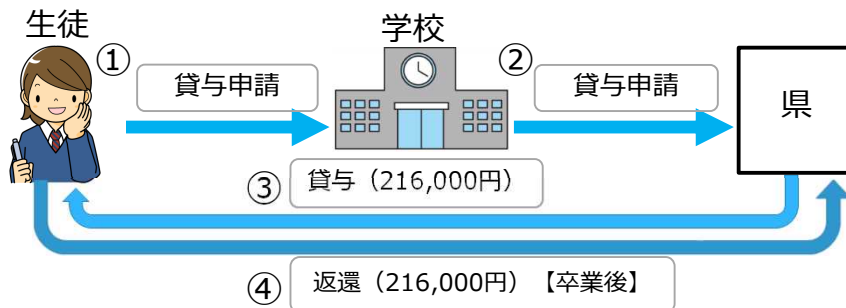 生徒
学校
①
貸与申請
②
貸与申請
県
③
貸与（216,000円）
④
返還（216,000円）【卒業後】